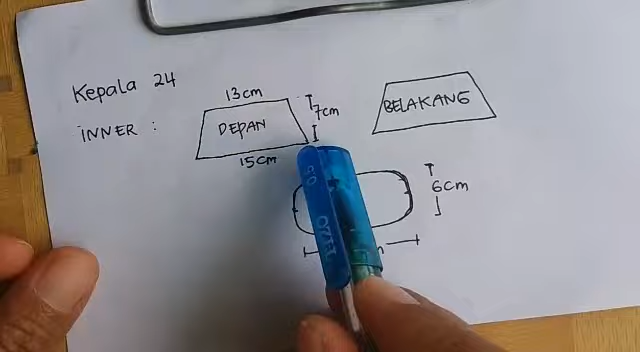 Kepala 24
INNER :
13cm
DEPAN
7cm
15cm
BELAKANG
6cm